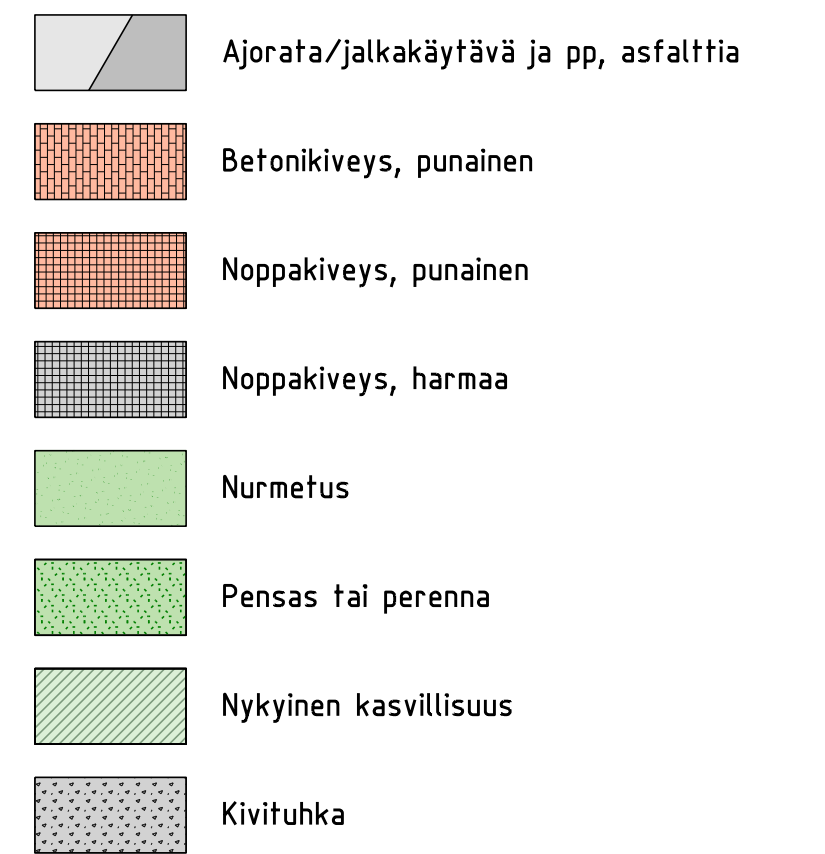 Ajorata/jalkakäytävä ja pp, asfalttia
Betonikiveys, punainen
Noppakiveys, punainen
Noppakiveys, harmaa
Nurmetus
Pensas tai perenna
Nykyinen kasvillisuus
Kivituhka